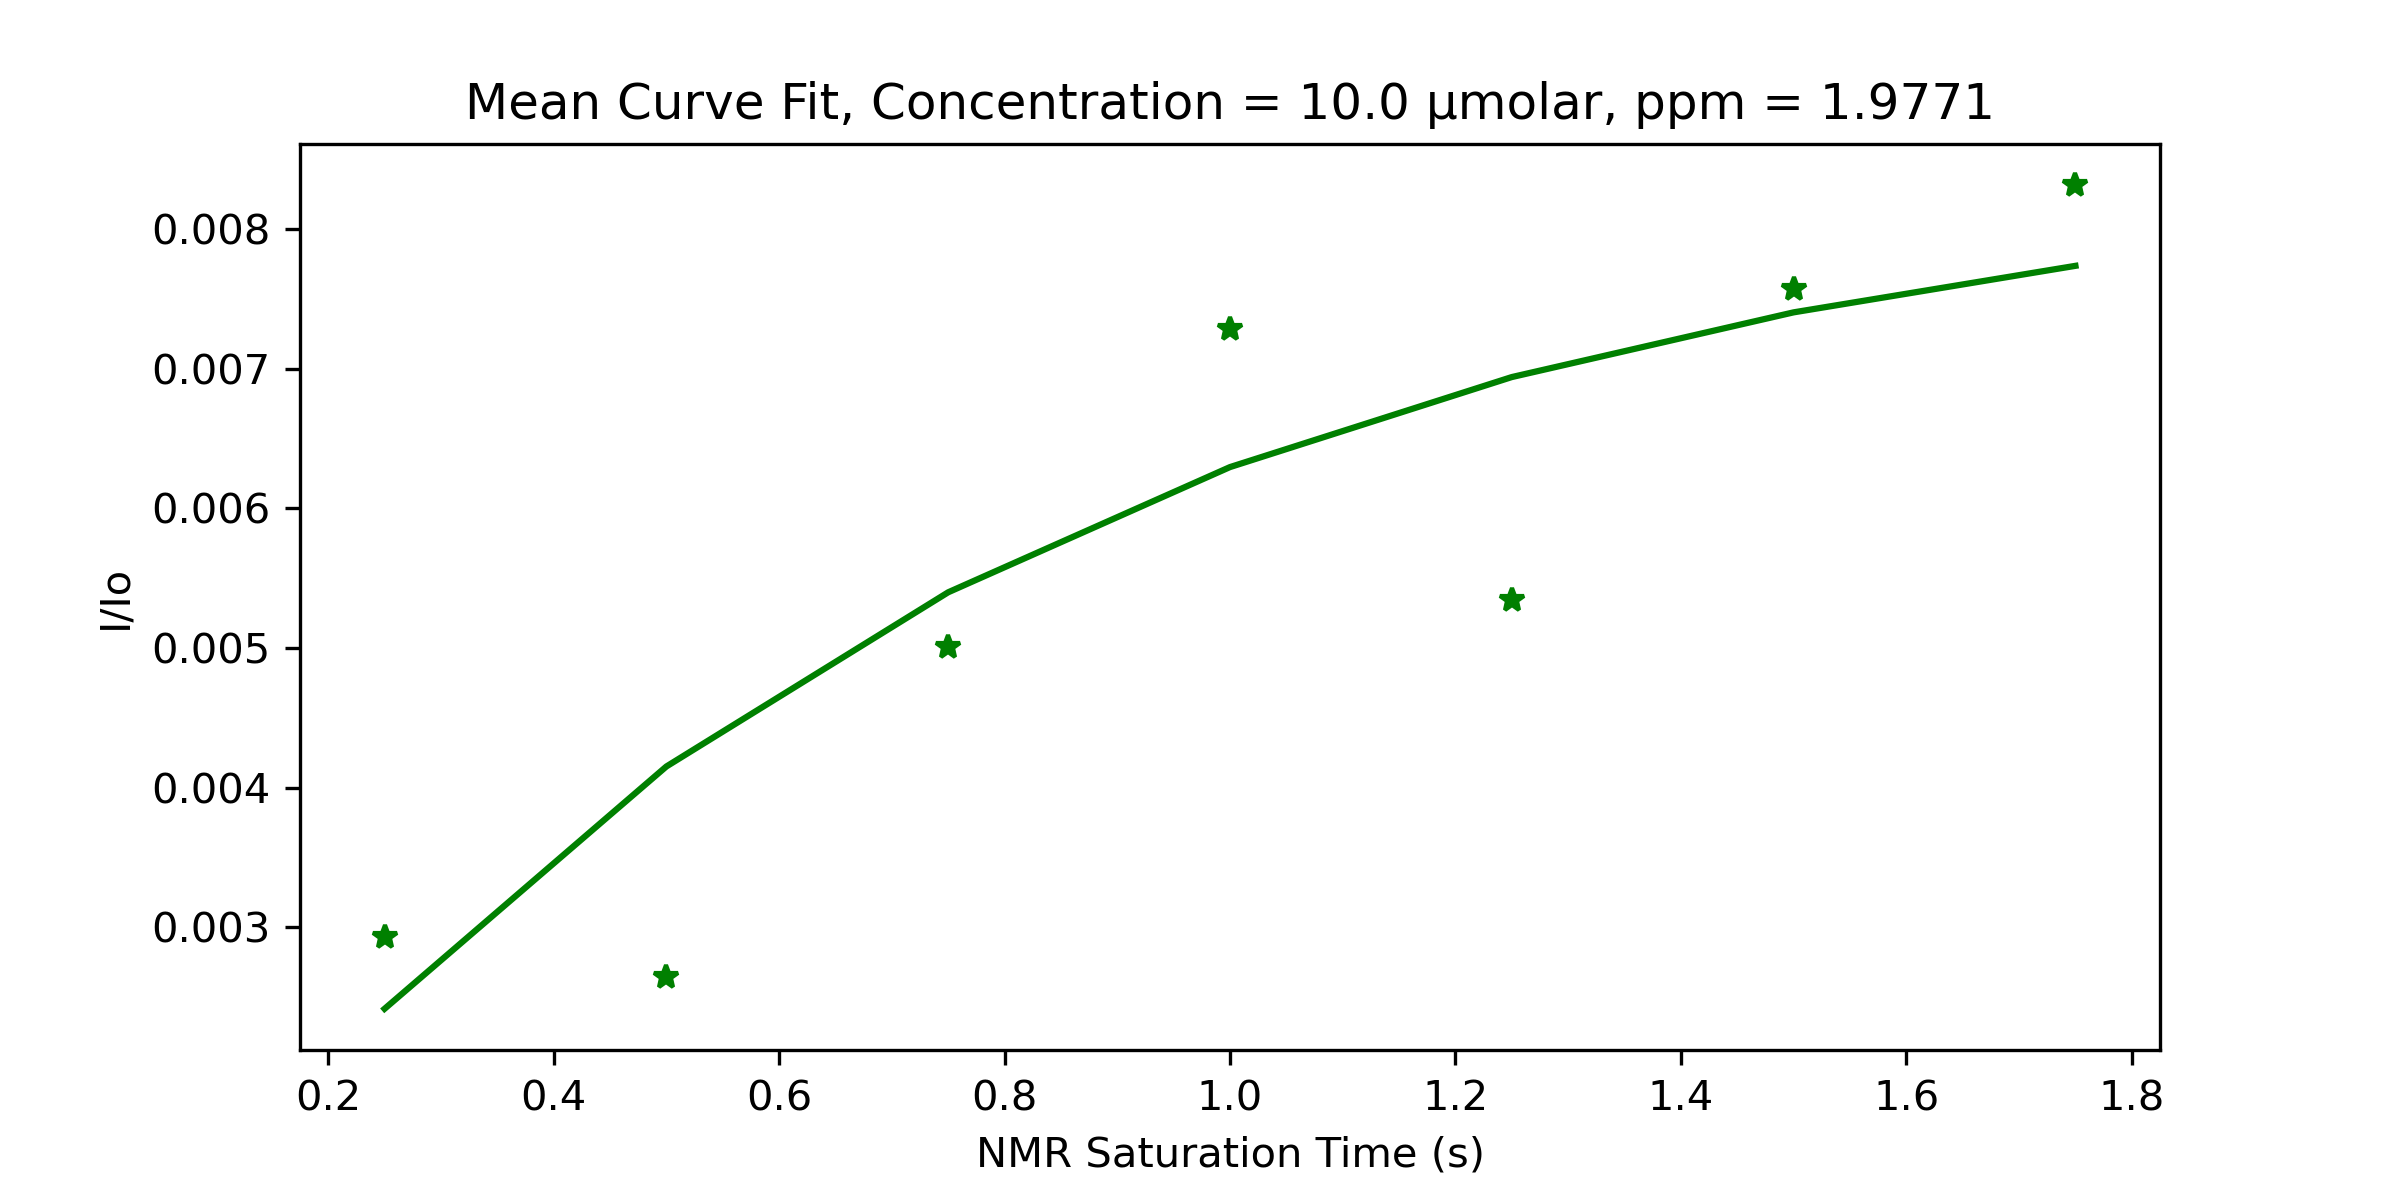 Mean Curve Fit, Concentration = 10.0 μmolar, ppm = 1.9771
I/Io
0.008
0.007
0.006
0.005
0.004
0.003
0.2 0.4 0.6 0.8 1.0 1.2 1.4 1.6 1.8
NMR Saturation Time (s)